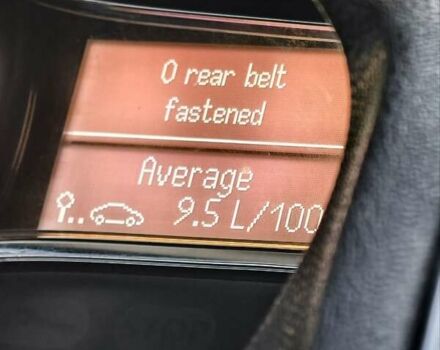 0 rear belt
fastened
Average
9.5 L/100